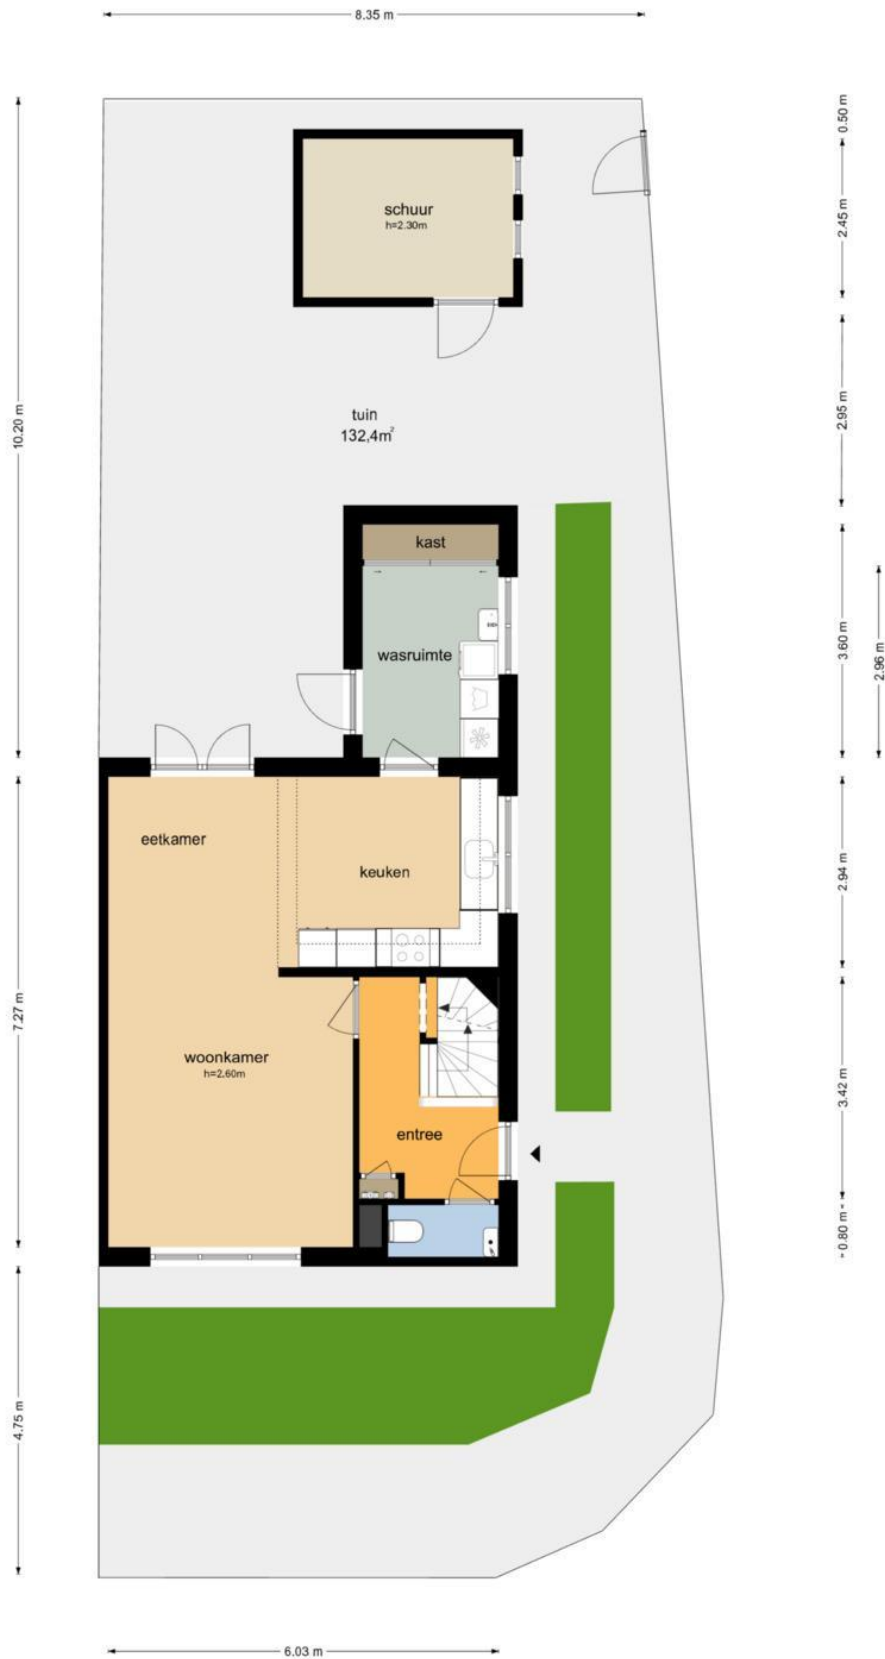 8.35 m
0.50 m
schuur
h=2.30m
2.45 m
10.20 m
tuin
132,4m²
2.95 m
kast
wasruimte
3.60 m
2.96 m
eetkamer
keuken
2.94 m
7.27 m
woonkamer
h=2.60m
3.42 m
entree
0.80 m
4.75 m
6.03 m